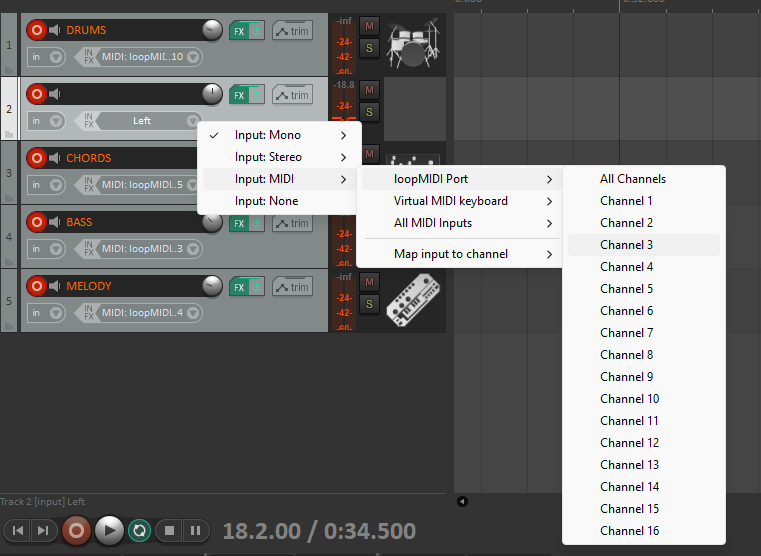 0:32.000
1
DRUMS
FX
trim
-inf
M
in
IN FX
MIDI: loopMI...10
-24-
-42-
-60-
S
2
FX
trim
-18.8
M
in
IN FX
Left
-24-
S
Input: Mono
Input: Stereo
Input: MIDI
Input: None
3
CHORDS
M
in
IN FX
MIDI: loopMIDI...5
loopMIDI Port
Virtual MIDI keyboard
All MIDI Inputs
Map input to channel
All Channels
Channel 1
Channel 2
Channel 3
Channel 4
Channel 5
Channel 6
Channel 7
Channel 8
Channel 9
Channel 10
Channel 11
Channel 12
Channel 13
Channel 14
Channel 15
Channel 16
4
BASS
FX
trim
in
IN FX
MIDI: loopMIDI...3
-24-
-42-
-60-
S
5
MELODY
FX
trim
-inf
M
in
IN FX
MIDI: loopMIDI...4
-24-
-42-
-60-
S
Track 2 [input] Left
18.2.00 / 0:34.500